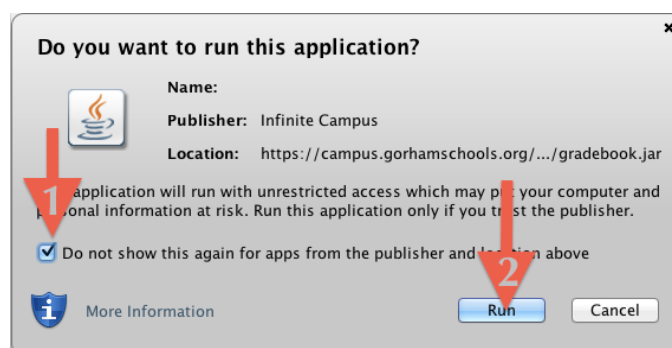 Do you want to run this application?
Name:
Publisher: Infinite Campus
Location: https://campus.gorhamschools.org/.../gradebook.jar
1
application will run with unrestricted access which may your computer and
information at risk. Run this application only if you the publisher.
Do not show this again for apps from the publisher and above
2
More Information
Run
Cancel